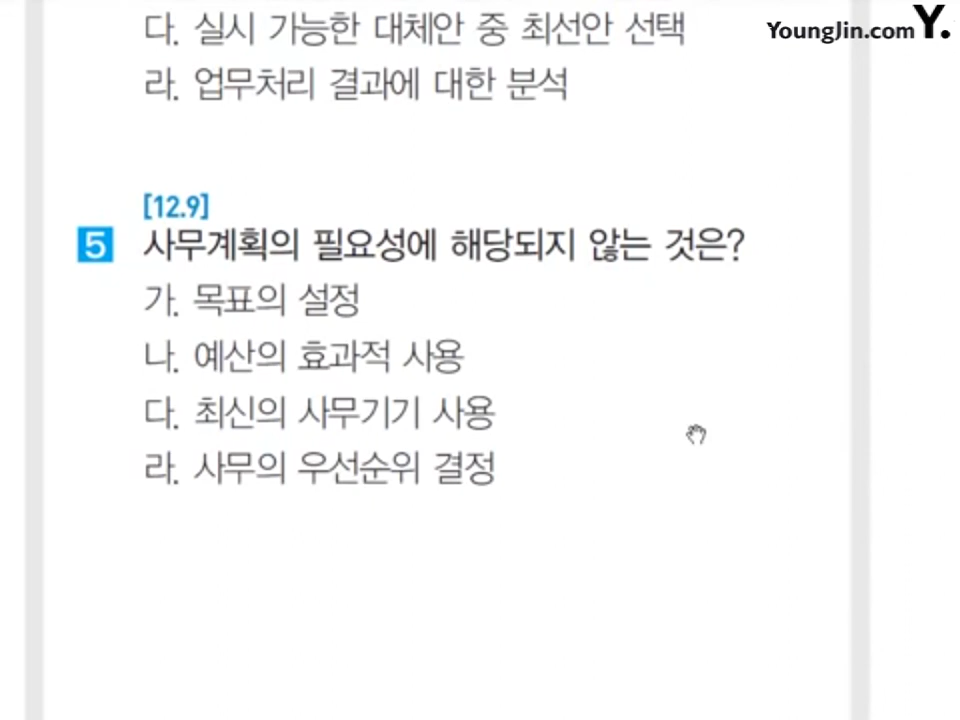 다. 실시 가능한 대체안 중 최선안 선택
YoungJin.com Y.
라. 업무처리 결과에 대한 분석
[12.9]
5 사무계획의 필요성에 해당되지 않는 것은?
가. 목표의 설정
나. 예산의 효과적 사용
다. 최신의 사무기기 사용
라. 사무의 우선순위 결정